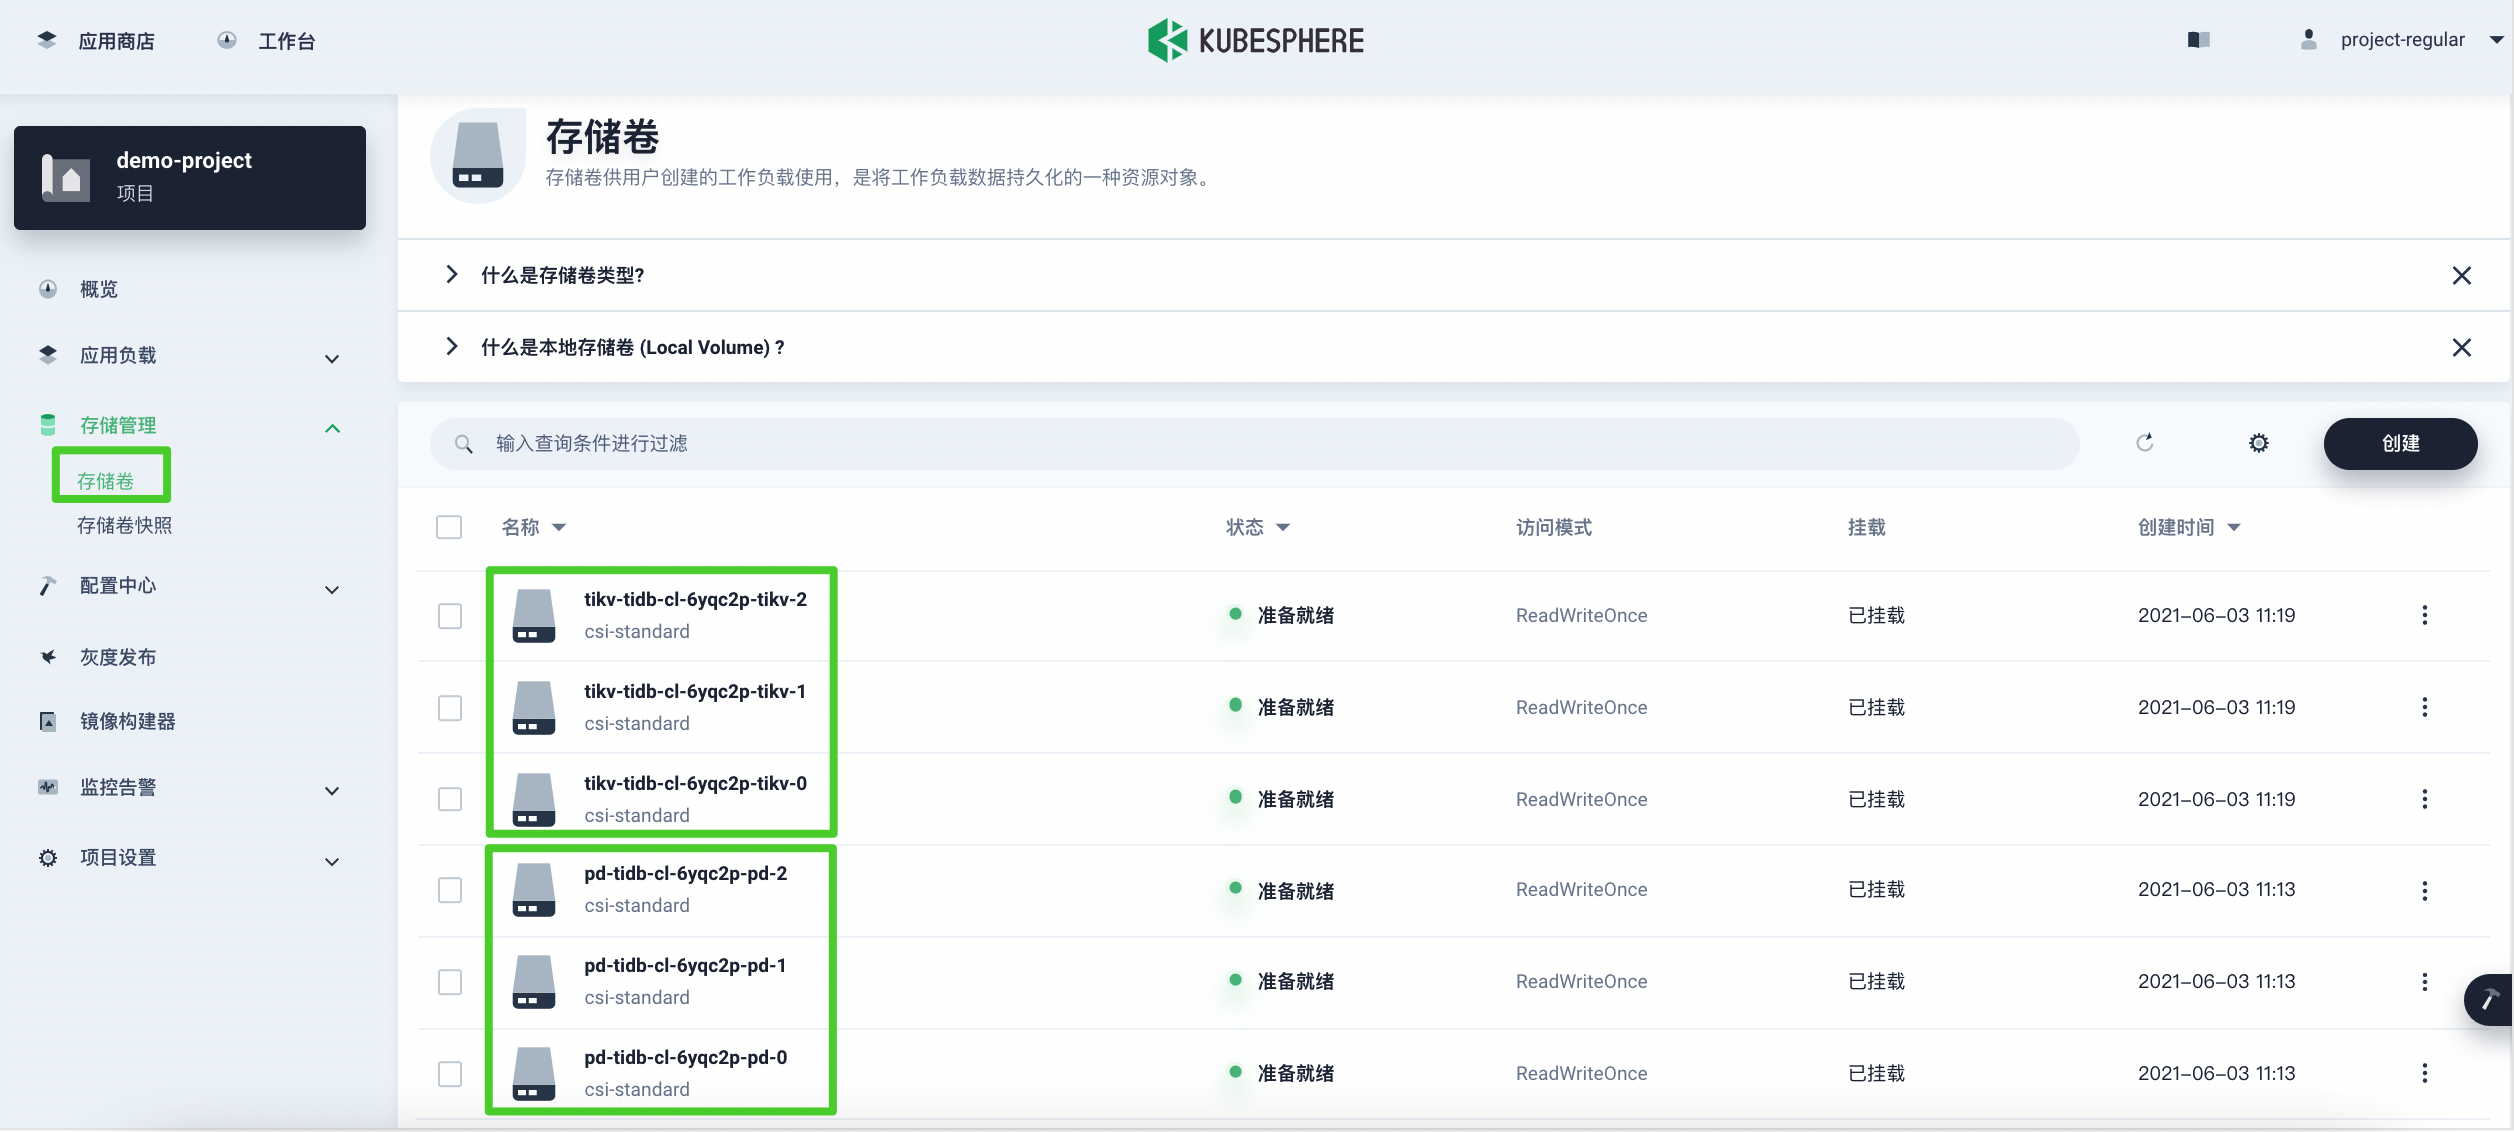 应用商店
工作台
KUBESPHERE
project-regular
demo-project
项目
概览
应用负载
存储管理
存储卷
存储卷快照
配置中心
灰度发布
镜像构建器
监控告警
项目设置
存储卷
存储卷供用户创建的工作负载使用，是将工作负载数据持久化的一种资源对象。
什么是存储卷类型?
什么是本地存储卷 (Local Volume) ?
输入查询条件进行过滤
创建
名称 状态 访问模式 挂载 创建时间
tikv-tidb-cl-6yqc2p-tikv-2
csi-standard
准备就绪 ReadWriteOnce 已挂载 2021-06-03 11:19
tikv-tidb-cl-6yqc2p-tikv-1
csi-standard
准备就绪 ReadWriteOnce 已挂载 2021-06-03 11:19
tikv-tidb-cl-6yqc2p-tikv-0
csi-standard
准备就绪 ReadWriteOnce 已挂载 2021-06-03 11:19
pd-tidb-cl-6yqc2p-pd-2
csi-standard
准备就绪 ReadWriteOnce 已挂载 2021-06-03 11:13
pd-tidb-cl-6yqc2p-pd-1
csi-standard
准备就绪 ReadWriteOnce 已挂载 2021-06-03 11:13
pd-tidb-cl-6yqc2p-pd-0
csi-standard
准备就绪 ReadWriteOnce 已挂载 2021-06-03 11:13